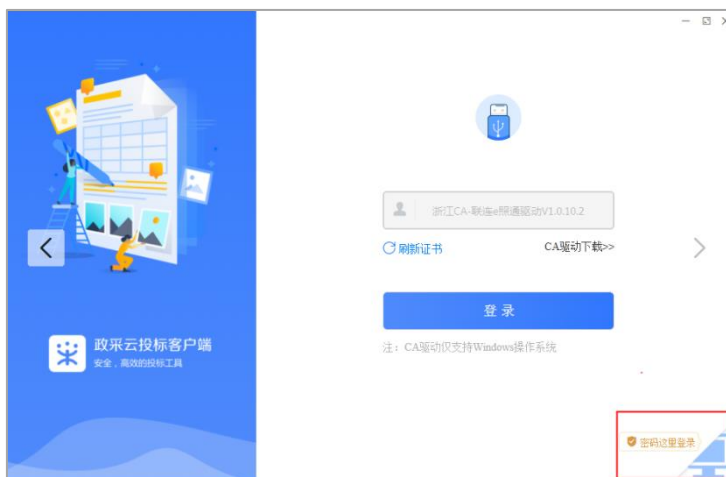 浙江CA-联连e照通驱动V1.0.10.2
刷新证书
CA驱动下载>>
登录
注：CA驱动仅支持Windows操作系统
政采云投标客户端
安全，高效的投标工具
密码这里登录